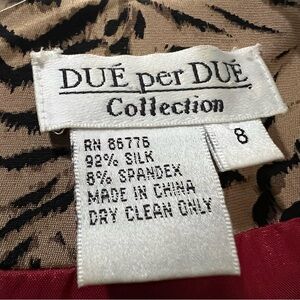 DUÉ per DUÉ
Collection
8
RN 86776
92% SILK
8% SPANDEX
MADE IN CHINA
DRY CLEAN ONLY